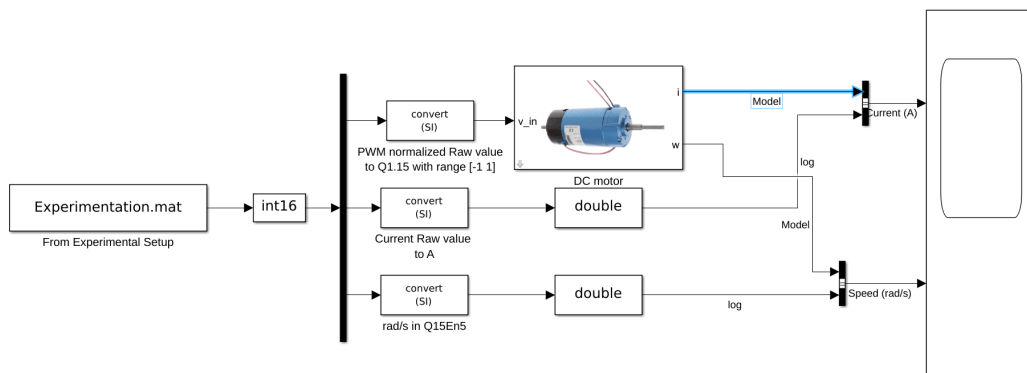 Experimentation.mat
From Experimental Setup
int16
convert
(SI)
PWM normalized Raw value
to Q1.15 with range [-1 1]
v_in
i
w
DC motor
convert
(SI)
Current Raw value
to A
double
convert
(SI)
rad/s in Q15En5
double
Model
log
Model
log
Current (A)
Speed (rad/s)